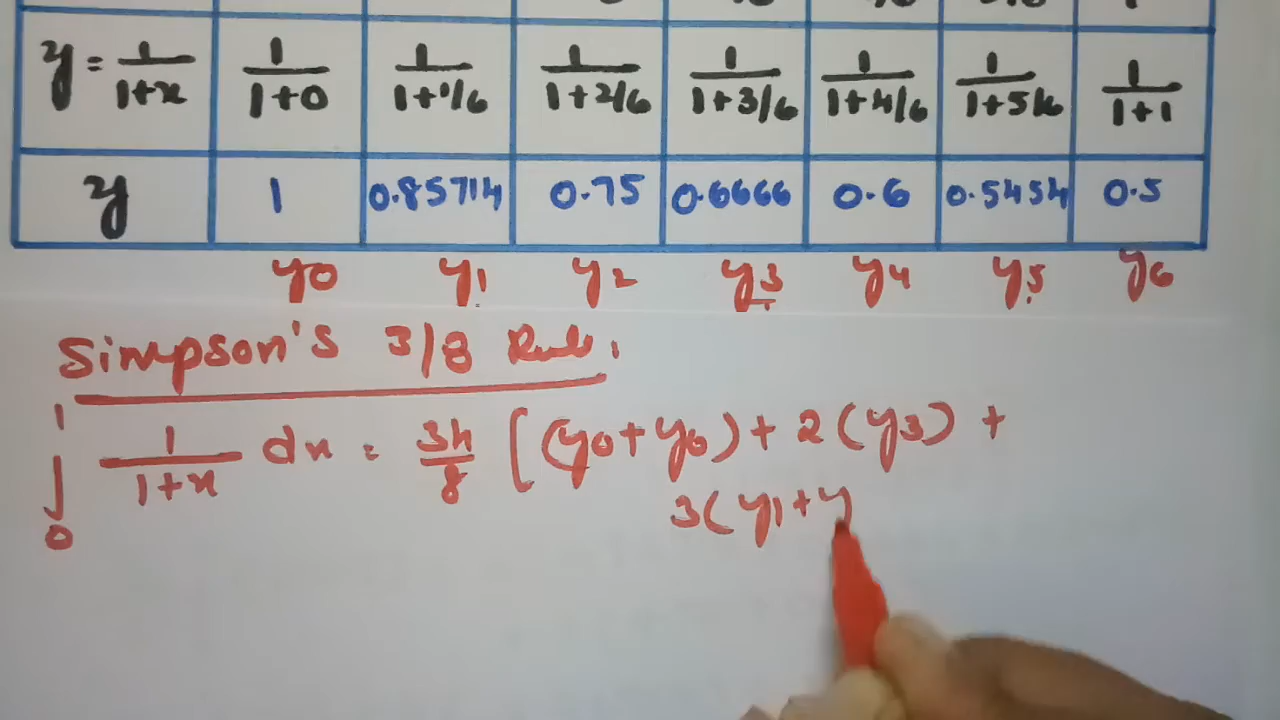 y = 1/1+x 1/1+0 1/1+1/6 1/1+2/6 1/1+3/6 1/1+4/6 1/1+5/6 1/1+1
y 1 0.85714 0.75 0.6666 0.6 0.5454 0.5
y0 y1 y2 y3 y4 y5 y6
Simpson's 3/8 Rule.
∫₀¹ 1/1+x dx = 3h/8 [(y0+y6)+2(y3)+
3(y1+y